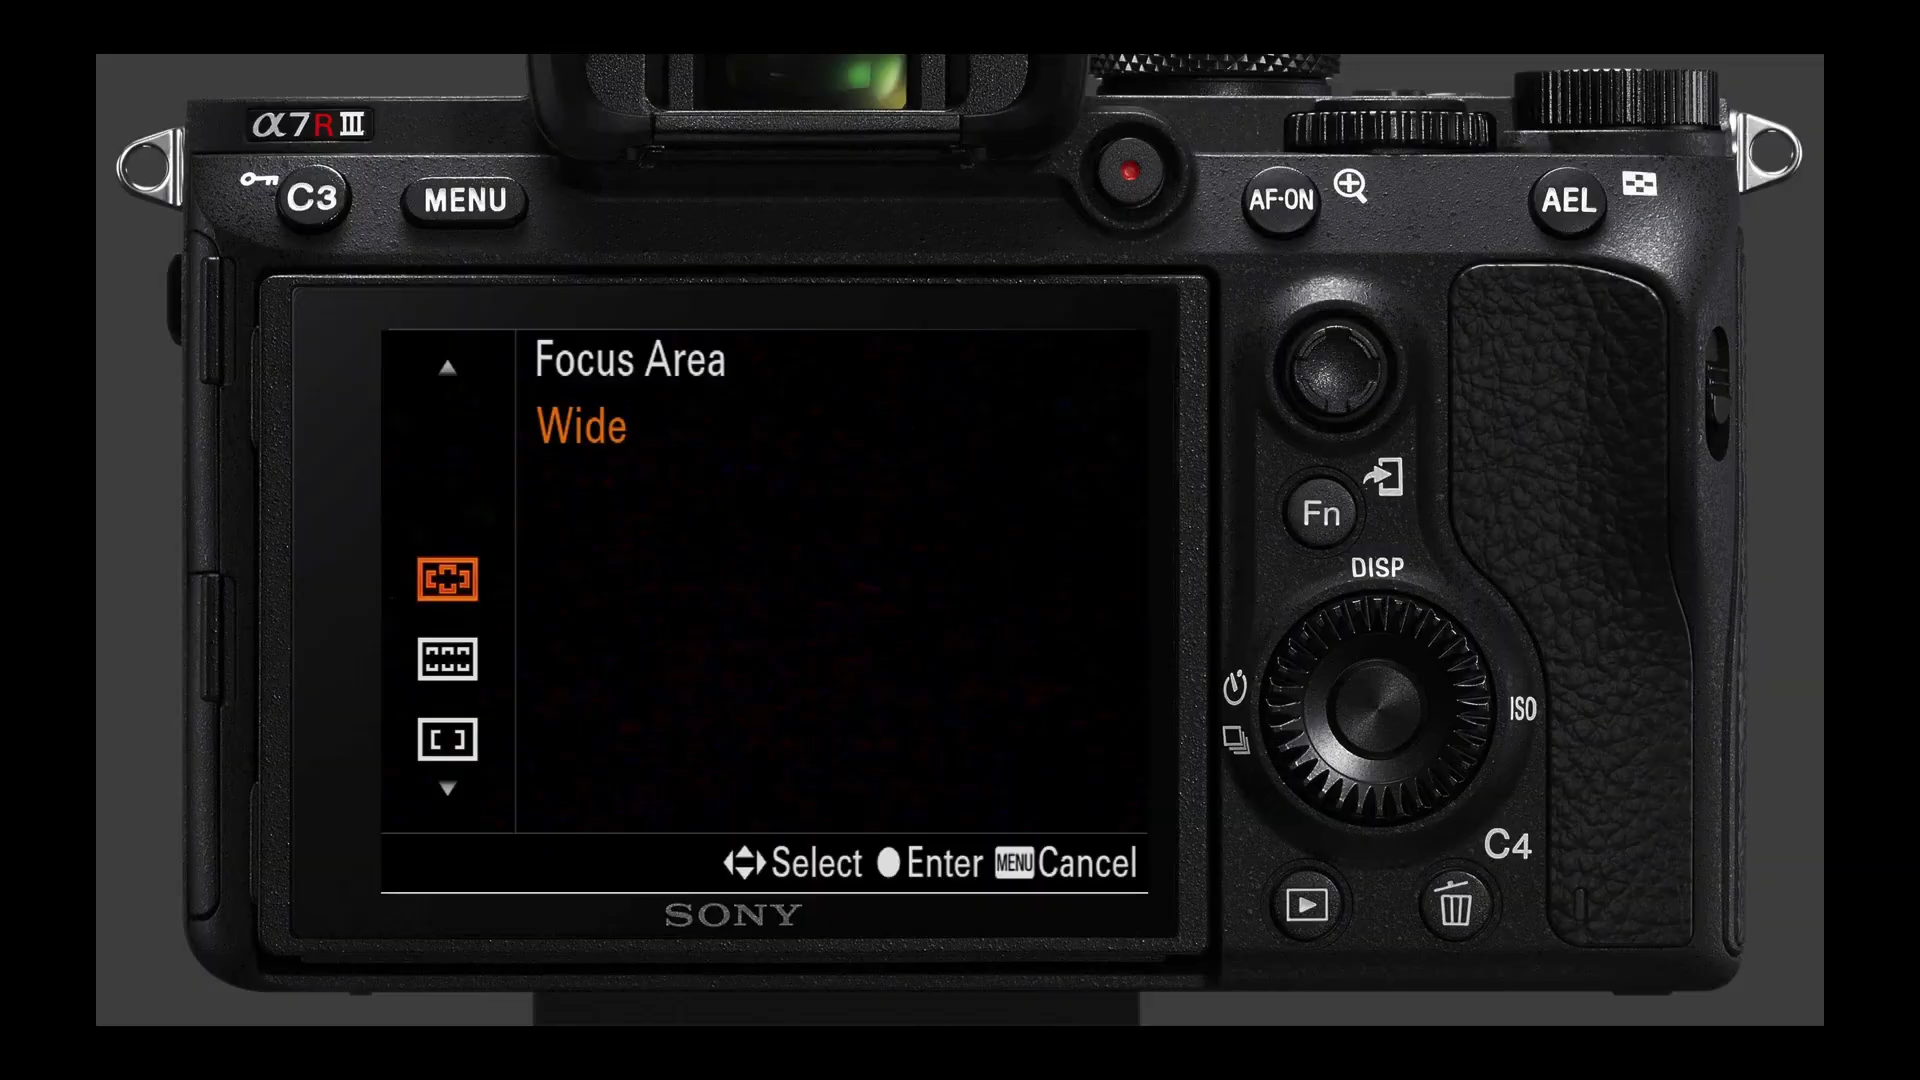 α7RIII
C3
MENU
AF-ON
AEL
Focus Area
Wide
Fn
DISP
ISO
Select Enter MENU Cancel
C4
SONY